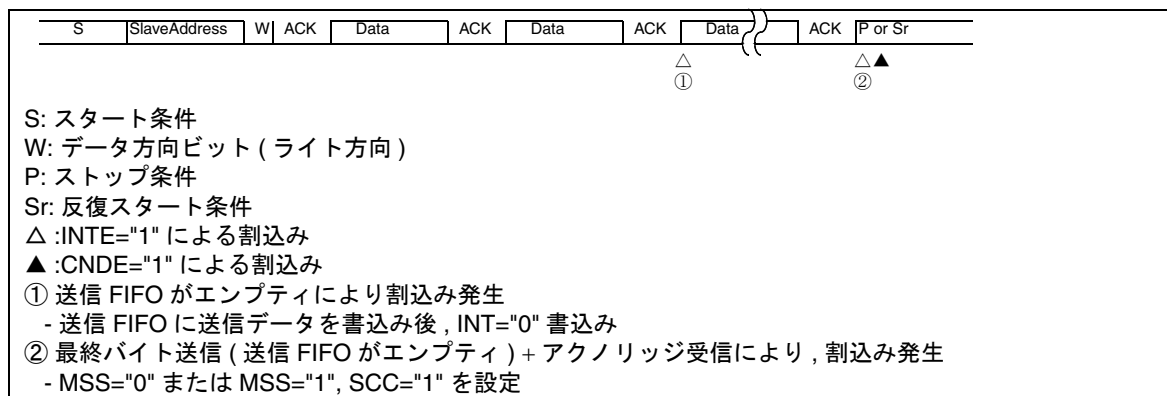 S SlaveAddress W ACK Data ACK Data ACK Data ACK P or Sr
△ △▲
① ②
S: スタート条件
W: データ方向ビット ( ライト方向 )
P: ストップ条件
Sr: 反復スタート条件
△ :INTE="1" による割込み
▲ :CNDE="1" による割込み
① 送信 FIFO がエンプティにより割込み発生
- 送信 FIFO に送信データを書込み後 , INT="0" 書込み
② 最終バイト送信 ( 送信 FIFO がエンプティ ) + アクノリッジ受信により , 割込み発生
- MSS="0" または MSS="1", SCC="1" を設定